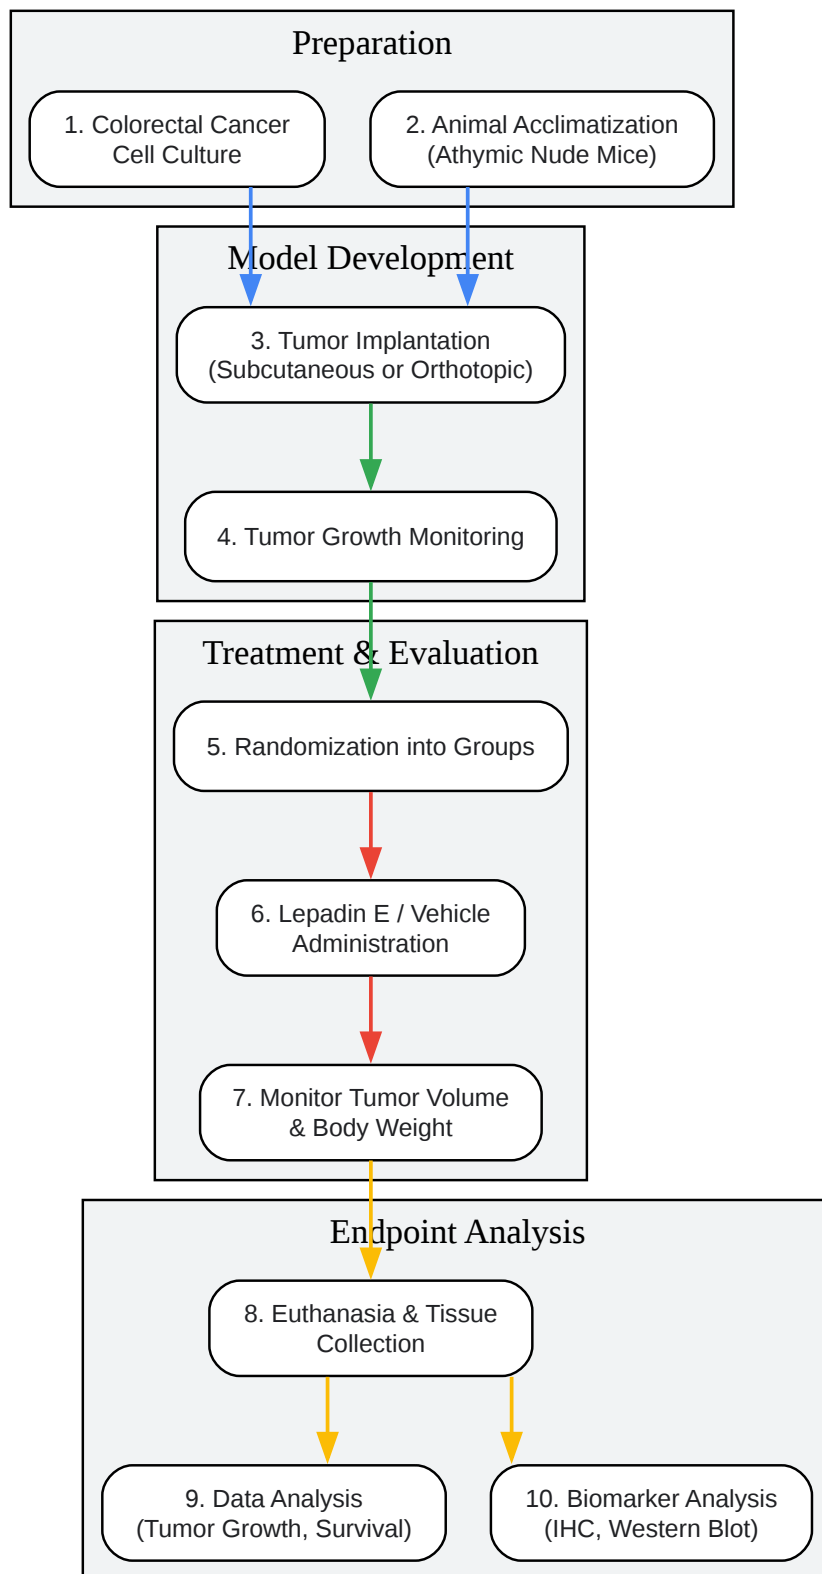 Preparation
1. Colorectal Cancer
Cell Culture
2. Animal Acclimatization
(Athymic Nude Mice)
Model Development
3. Tumor Implantation
(Subcutaneous or Orthotopic)
4. Tumor Growth Monitoring
Treatment & Evaluation
5. Randomization into Groups
6. Lepadin E / Vehicle
Administration
7. Monitor Tumor Volume
& Body Weight
Endpoint Analysis
8. Euthanasia & Tissue
Collection
9. Data Analysis
(Tumor Growth, Survival)
10. Biomarker Analysis
(IHC, Western Blot)